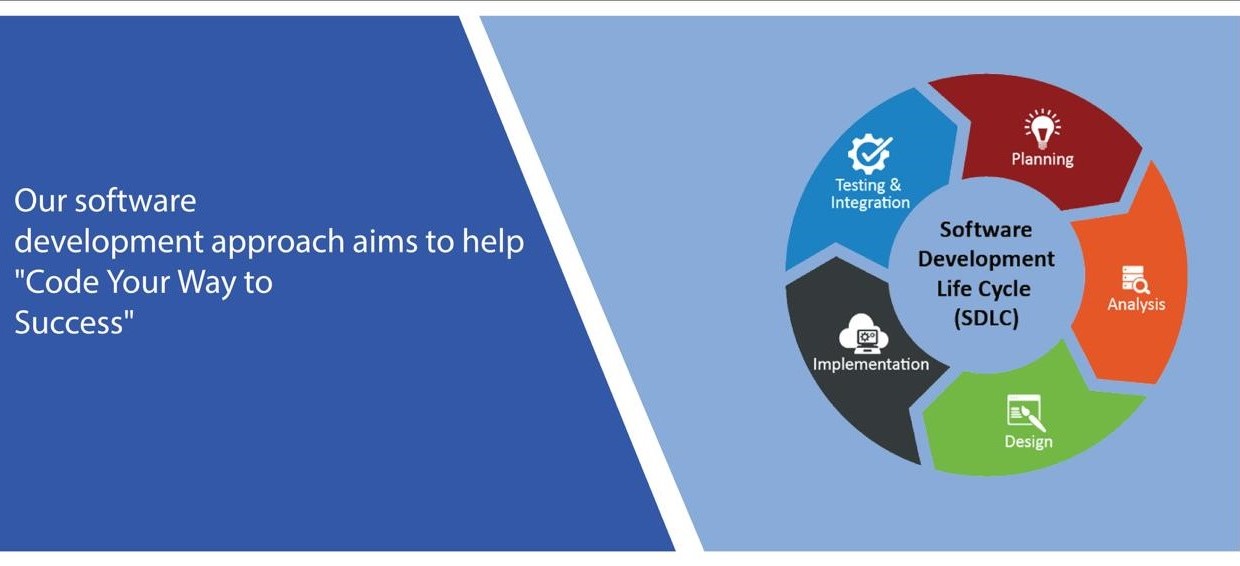 Our software
development approach aims to help
"Code Your Way to
Success"
Planning
Analysis
Design
Implementation
Testing &
Integration
Software
Development
Life Cycle
(SDLC)